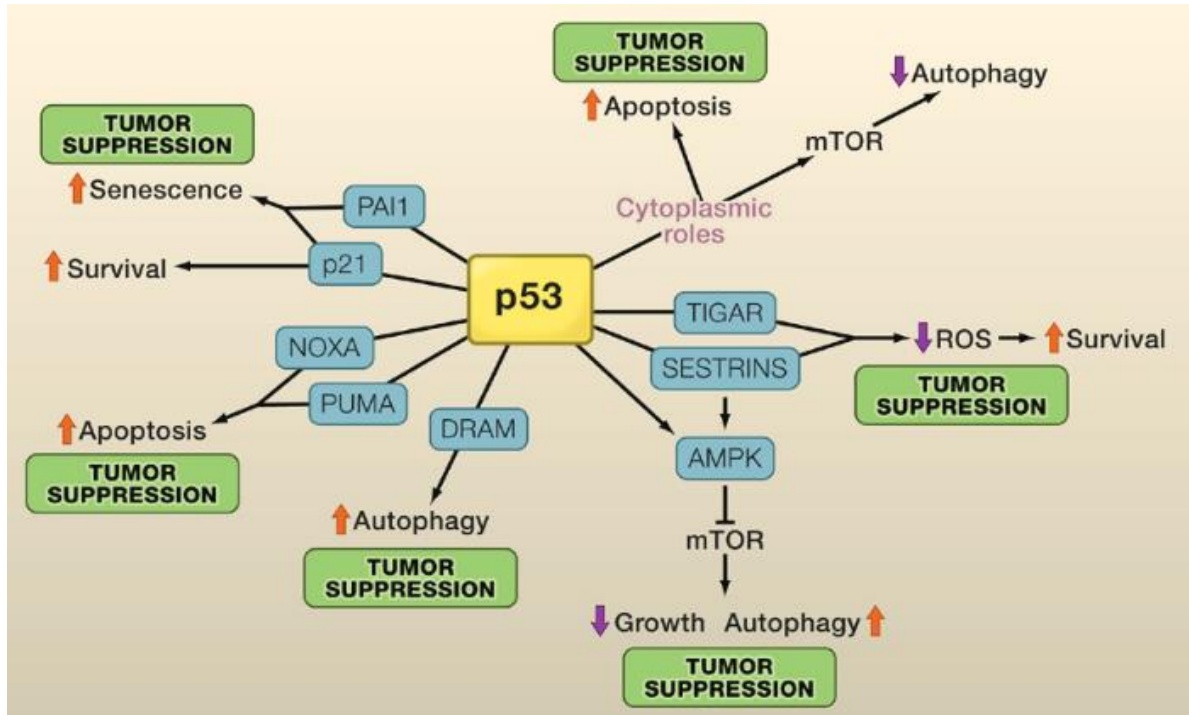 TUMOR
SUPPRESSION
Apoptosis
Autophagy
mTOR
Cytoplasmic
roles
TUMOR
SUPPRESSION
Senescence
PAI1
Survival
p21
p53
TIGAR
SESTRINS
ROS
Survival
TUMOR
SUPPRESSION
NOXA
PUMA
Apoptosis
TUMOR
SUPPRESSION
DRAM
Autophagy
TUMOR
SUPPRESSION
AMPK
mTOR
Growth Autophagy
TUMOR
SUPPRESSION